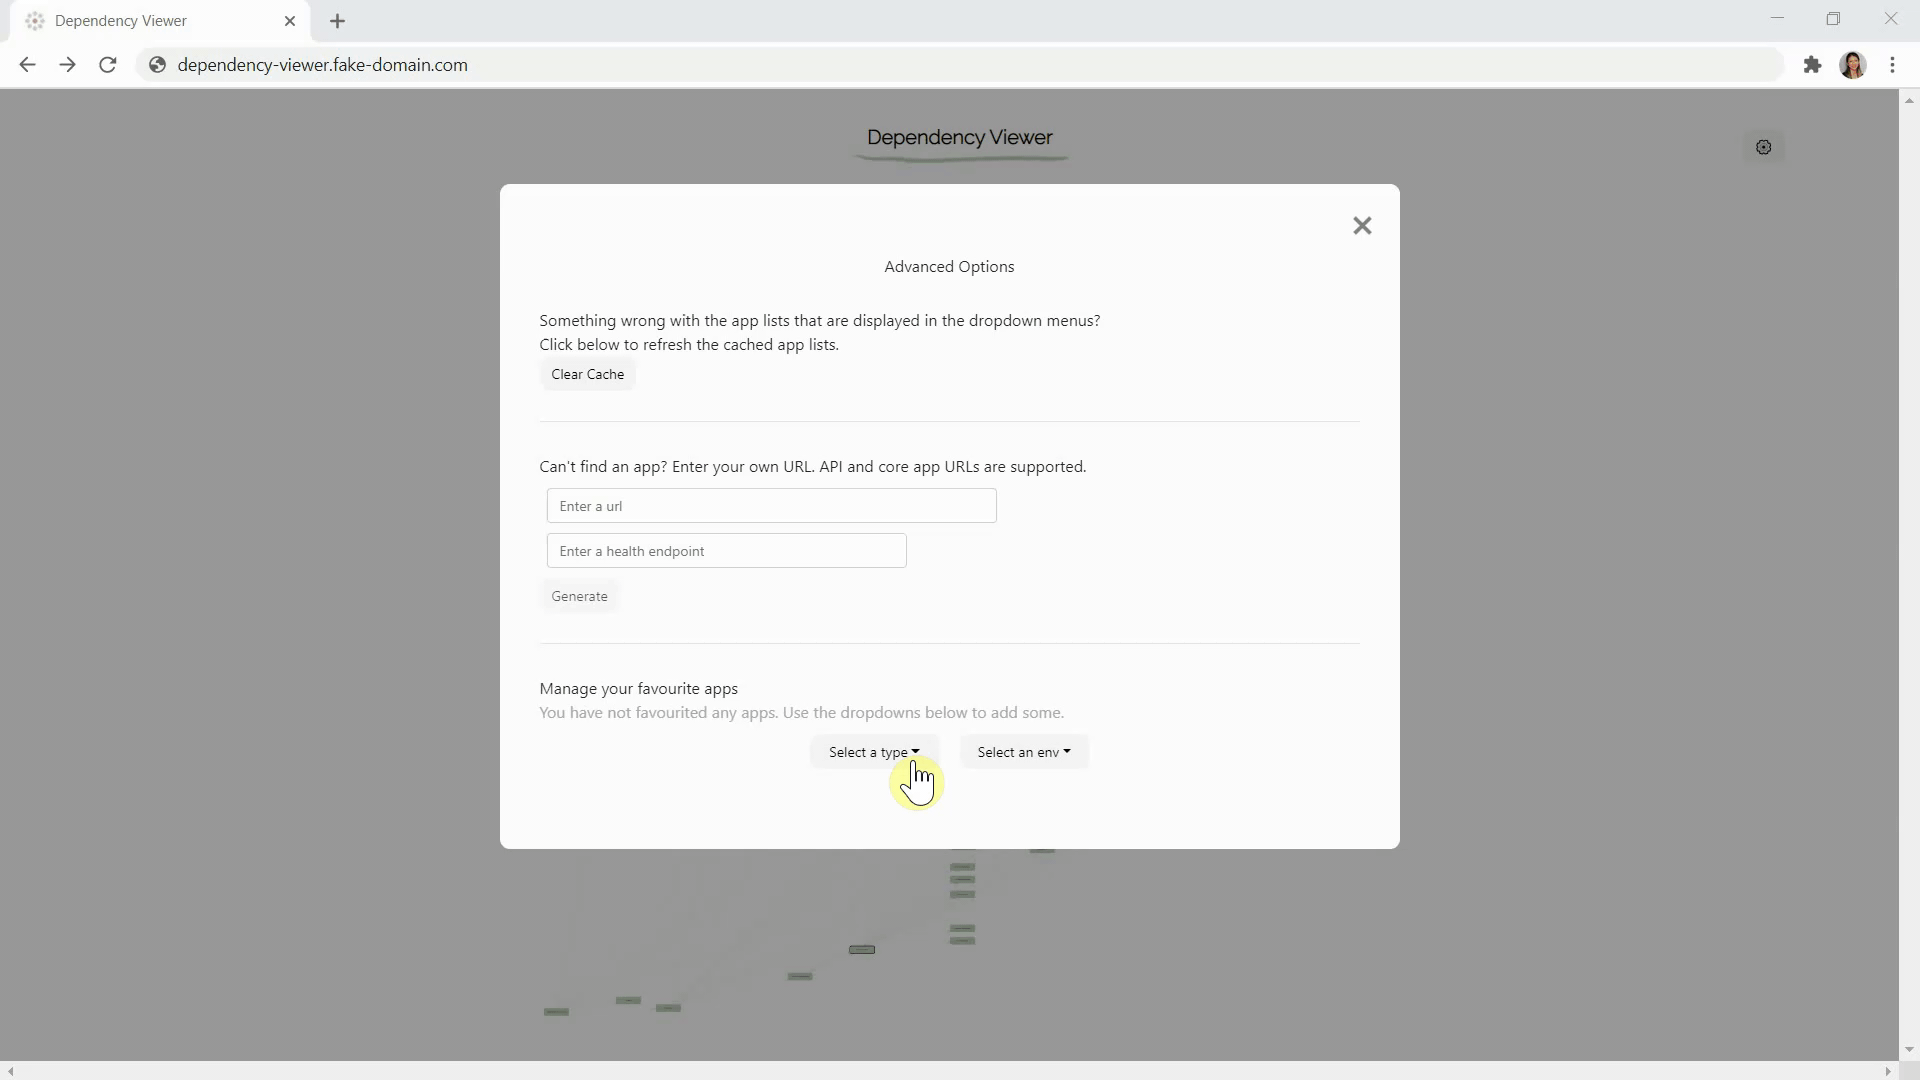 Dependency Viewer
dependency-viewer.fake-domain.com
Dependency Viewer
Advanced Options
Something wrong with the app lists that are displayed in the dropdown menus?
Click below to refresh the cached app lists.
Clear Cache
Can't find an app? Enter your own URL. API and core app URLs are supported.
Enter a url
Enter a health endpoint
Generate
Manage your favourite apps
You have not favourited any apps. Use the dropdowns below to add some.
Select a type
Select an env